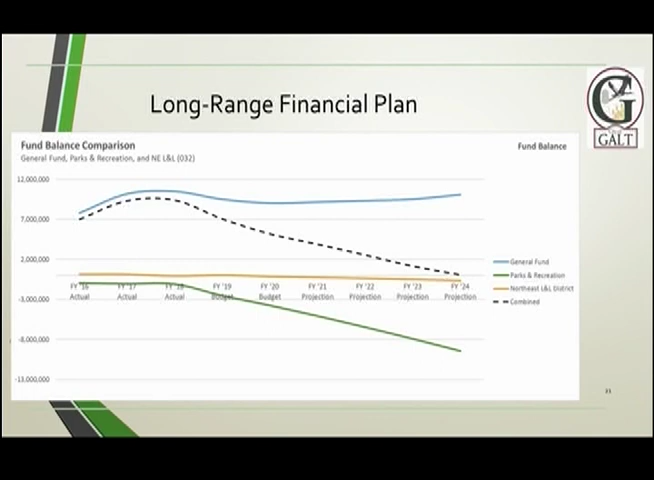 Long-Range Financial Plan
G
GALT
Fund Balance Comparison
Fund Balance
General Fund, Parks & Recreation, and NE L&L (032)
12,000,000
7,000,000
2,000,000
-3,000,000
-8,000,000
-13,000,000
FY '16 Actual
FY '17 Actual
FY '18 Actual
FY '19 Budget
FY '20 Budget
FY '21 Projection
FY '22 Projection
FY '23 Projection
FY '24 Projection
General Fund
Parks & Recreation
Northeast L&L District
Combined